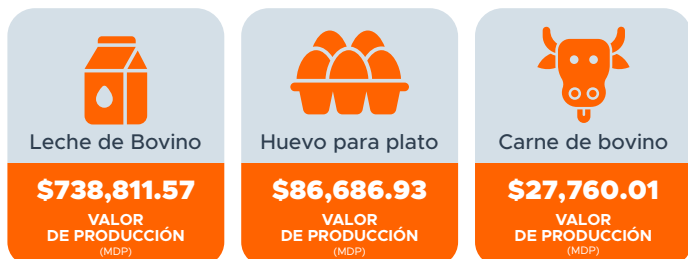 Leche de Bovino
$738,811.57
VALOR
DE PRODUCCIÓN
(MDP)
Huevo para plato
$86,686.93
VALOR
DE PRODUCCIÓN
(MDP)
Carne de bovino
$27,760.01
VALOR
DE PRODUCCIÓN
(MDP)